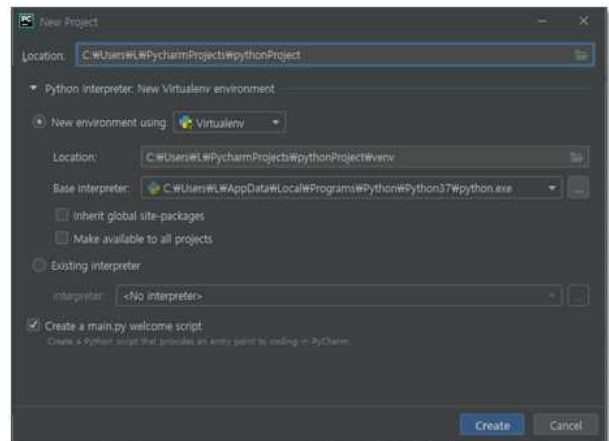 New Project
Location: C:₩Users₩L₩PycharmProjects₩pythonProject
Python Interpreter: New Virtualenv environment
New environment using Virtualenv
Location: C:₩Users₩L₩PycharmProjects₩pythonProject₩venv
Base interpreter: C:₩Users₩L₩AppData₩Local₩Programs₩Python₩Python37₩python.exe
Inherit global site-packages
Make available to all projects
Existing interpreter
Interpreter: <No interpreter>
Create a main.py welcome script
Create a Python script that provides an entry point to coding in PyCharm.
Create Cancel